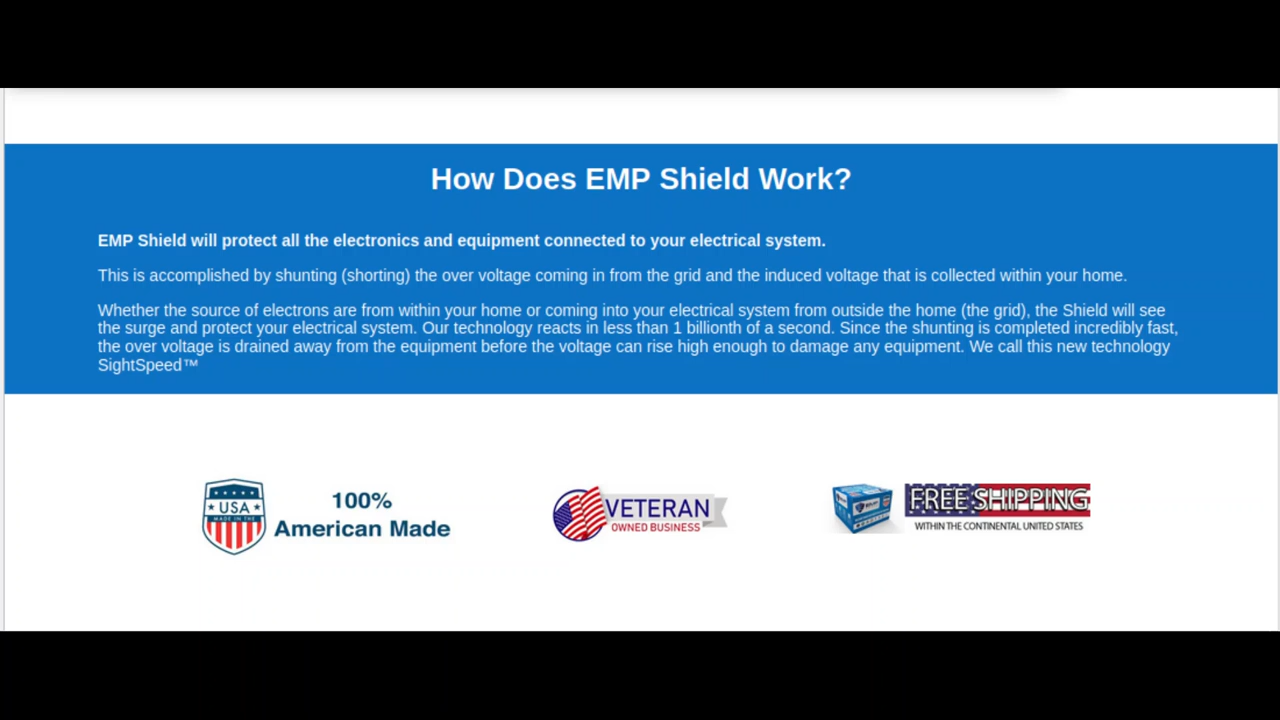 How Does EMP Shield Work?
EMP Shield will protect all the electronics and equipment connected to your electrical system.
This is accomplished by shunting (shorting) the over voltage coming in from the grid and the induced voltage that is collected within your home.
Whether the source of electrons are from within your home or coming into your electrical system from outside the home (the grid), the Shield will see
the surge and protect your electrical system. Our technology reacts in less than 1 billionth of a second. Since the shunting is completed incredibly fast,
the over voltage is drained away from the equipment before the voltage can rise high enough to damage any equipment. We call this new technology
SightSpeed™
USA
MADE IN THE
100%
American Made
VETERAN
OWNED BUSINESS
FREE SHIPPING
WITHIN THE CONTINENTAL UNITED STATES